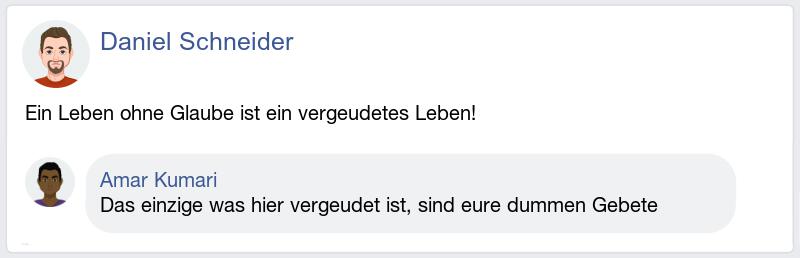 Daniel Schneider
Ein Leben ohne Glaube ist ein vergeudetes Leben!
Amar Kumari
Das einzige was hier vergeudet ist, sind eure dummen Gebete